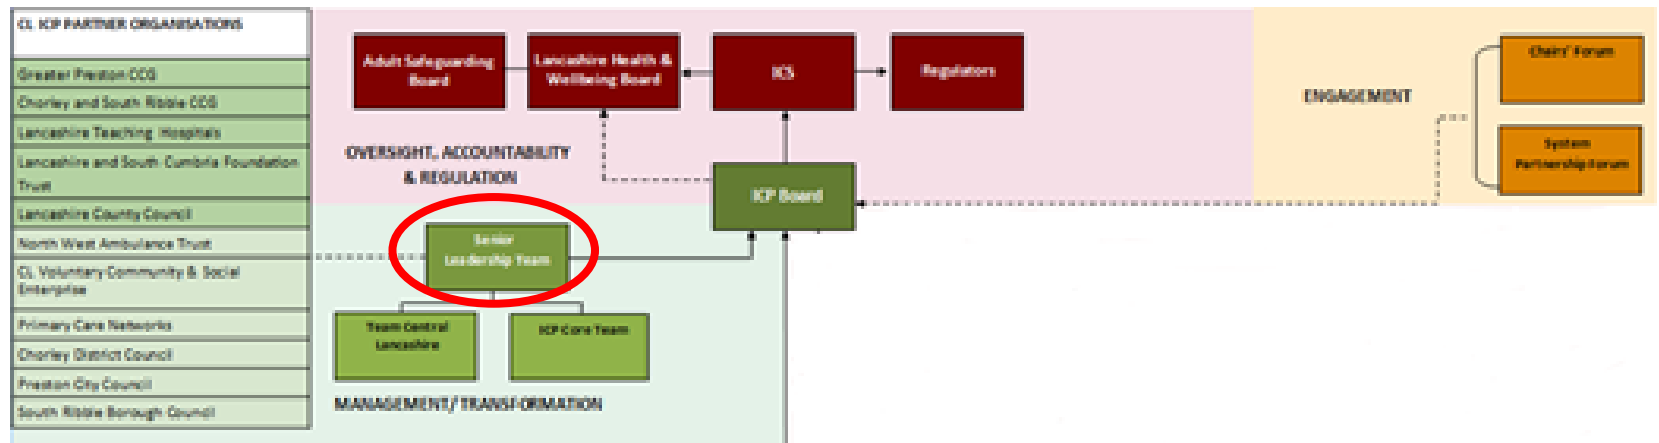 CL ICP PARTNER ORGANISATIONS
Greater Preston CCG
Chorley and South Ribble CCG
Lancashire Teaching Hospitals
Lancashire and South Cumbria Foundation
Trust
Lancashire County Council
North West Ambulance Trust
CL Voluntary Community & Social
Enterprise
Primary Care Networks
Chorley District Council
Preston City Council
South Ribble Borough Council
Adult Safeguarding
Board
Lancashire Health &
Wellbeing Board
ICS
Regulators
OVERSIGHT, ACCOUNTABILITY
& REGULATION
ICP Board
ENGAGEMENT
Chairs' Forum
System
Partnership Forum
Senior
Leadership Team
Team Central
Lancashire
ICP Core Team
MANAGEMENT/ TRANSFORMATION